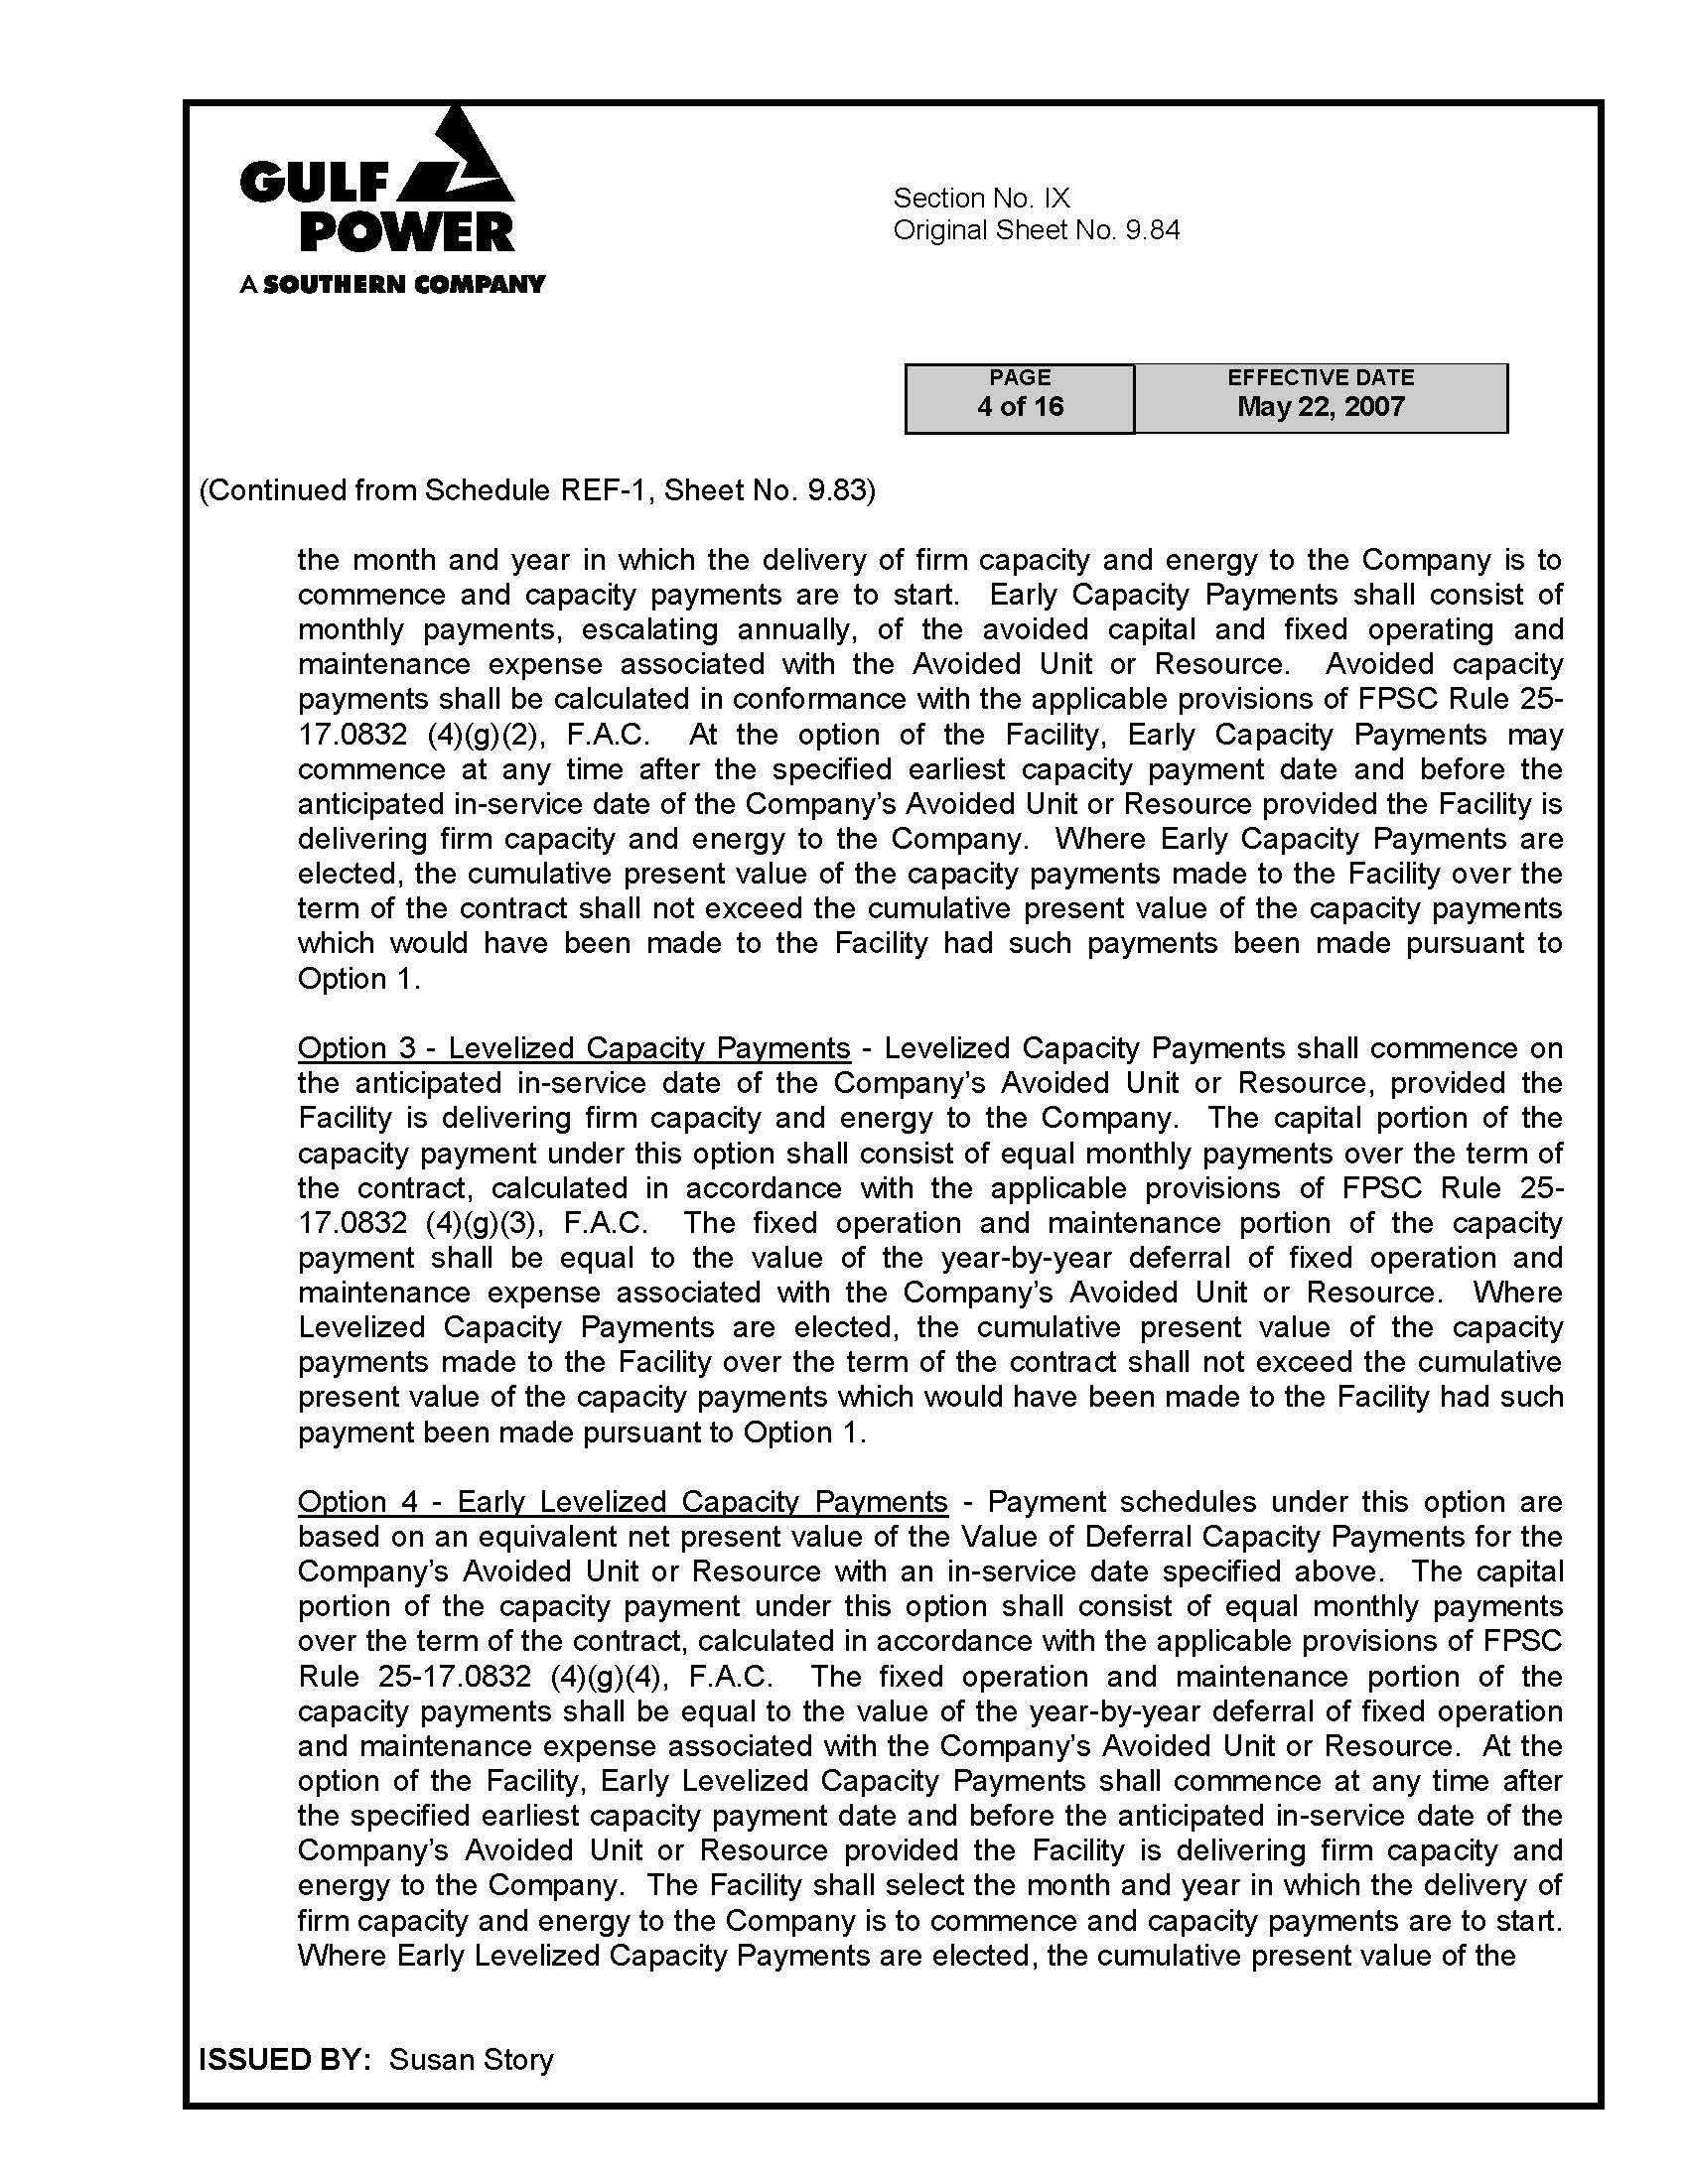 GULF
POWER
A SOUTHERN COMPANY
Section No. IX
Original Sheet No. 9.84
PAGE EFFECTIVE DATE
4 of 16 May 22, 2007
(Continued from Schedule REF-1, Sheet No. 9.83)
the month and year in which the delivery of firm capacity and energy to the Company is to
commence and capacity payments are to start. Early Capacity Payments shall consist of
monthly payments, escalating annually, of the avoided capital and fixed operating and
maintenance expense associated with the Avoided Unit or Resource. Avoided capacity
payments shall be calculated in conformance with the applicable provisions of FPSC Rule 25-
17.0832 (4)(g)(2), F.A.C. At the option of the Facility, Early Capacity Payments may
commence at any time after the specified earliest capacity payment date and before the
anticipated in-service date of the Company's Avoided Unit or Resource provided the Facility is
delivering firm capacity and energy to the Company. Where Early Capacity Payments are
elected, the cumulative present value of the capacity payments made to the Facility over the
term of the contract shall not exceed the cumulative present value of the capacity payments
which would have been made to the Facility had such payments been made pursuant to
Option 1.
Option 3 - Levelized Capacity Payments - Levelized Capacity Payments shall commence on
the anticipated in-service date of the Company's Avoided Unit or Resource, provided the
Facility is delivering firm capacity and energy to the Company. The capital portion of the
capacity payment under this option shall consist of equal monthly payments over the term of
the contract, calculated in accordance with the applicable provisions of FPSC Rule 25-
17.0832 (4)(g)(3), F.A.C. The fixed operation and maintenance portion of the capacity
payment shall be equal to the value of the year-by-year deferral of fixed operation and
maintenance expense associated with the Company's Avoided Unit or Resource. Where
Levelized Capacity Payments are elected, the cumulative present value of the capacity
payments made to the Facility over the term of the contract shall not exceed the cumulative
present value of the capacity payments which would have been made to the Facility had such
payment been made pursuant to Option 1.
Option 4 - Early Levelized Capacity Payments - Payment schedules under this option are
based on an equivalent net present value of the Value of Deferral Capacity Payments for the
Company's Avoided Unit or Resource with an in-service date specified above. The capital
portion of the capacity payment under this option shall consist of equal monthly payments
over the term of the contract, calculated in accordance with the applicable provisions of FPSC
Rule 25-17.0832 (4)(g)(4), F.A.C. The fixed operation and maintenance portion of the
capacity payments shall be equal to the value of the year-by-year deferral of fixed operation
and maintenance expense associated with the Company's Avoided Unit or Resource. At the
option of the Facility, Early Levelized Capacity Payments shall commence at any time after
the specified earliest capacity payment date and before the anticipated in-service date of the
Company's Avoided Unit or Resource provided the Facility is delivering firm capacity and
energy to the Company. The Facility shall select the month and year in which the delivery of
firm capacity and energy to the Company is to commence and capacity payments are to start.
Where Early Levelized Capacity Payments are elected, the cumulative present value of the
ISSUED BY: Susan Story